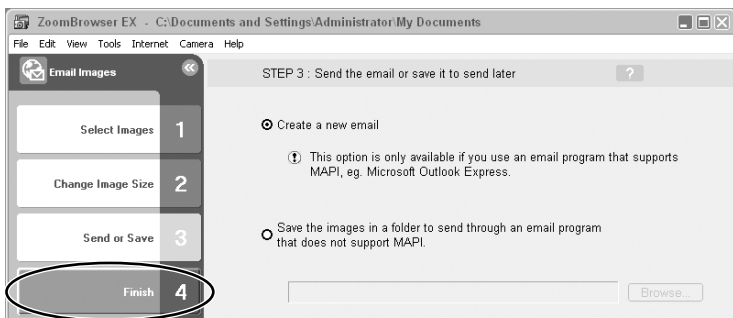 ZoomBrowser EX - C:\Documents and Settings\Administrator\My Documents
File Edit View Tools Internet Camera Help
Email Images
STEP 3 : Send the email or save it to send later
?
Select Images 1
Change Image Size 2
Send or Save 3
Finish 4
Create a new email
This option is only available if you use an email program that supports
MAPI, eg. Microsoft Outlook Express.
Save the images in a folder to send through an email program
that does not support MAPI.
Browse...